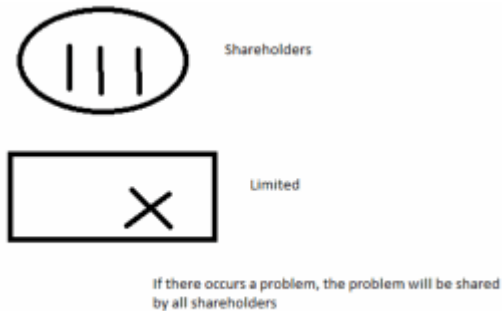 Shareholders
Limited
If there occurs a problem, the problem will be shared
by all shareholders